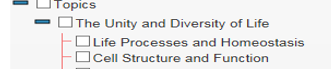 Topics
The Unity and Diversity of Life
Life Processes and Homeostasis
Cell Structure and Function